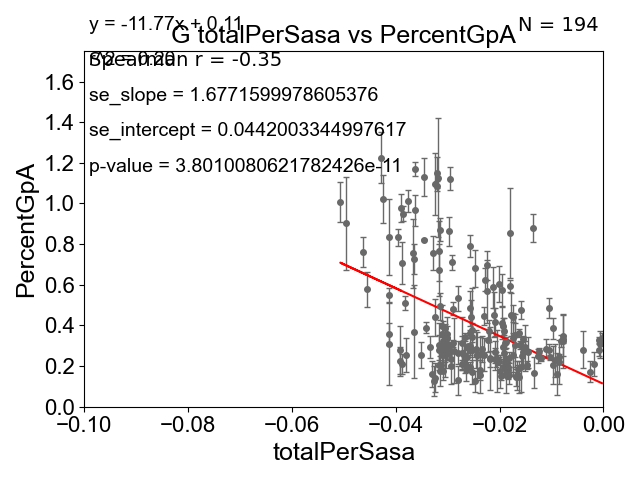 y = -11.77x + 0.11
N = 194
G totalPerSasa vs PercentGpA
Spearman r = -0.35
se_slope = 1.6771599978605376
se_intercept = 0.0442003344997617
p-value = 3.8010080621782426e-11
PercentGpA
1.6
1.4
1.2
1.0
0.8
0.6
0.4
0.2
0.0
−0.10 −0.08 −0.06 −0.04 −0.02 0.00
totalPerSasa